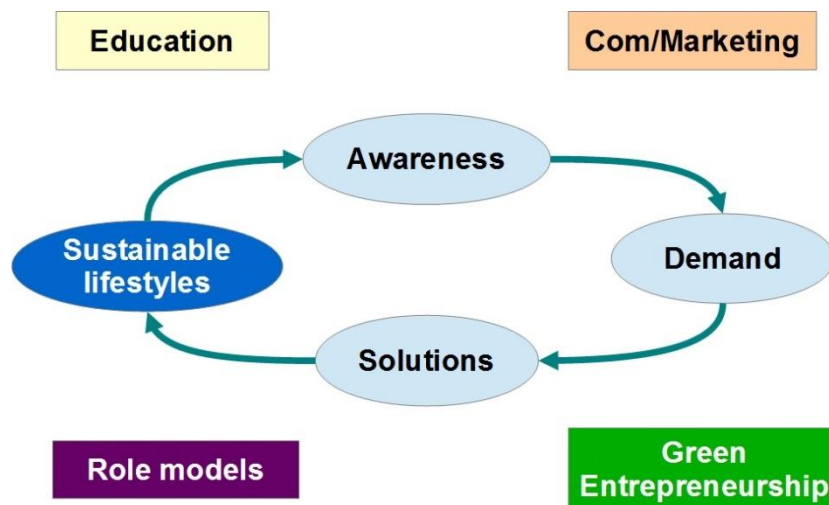 Education
Com/Marketing
Awareness
Sustainable
lifestyles
Demand
Solutions
Role models
Green
Entrepreneurship